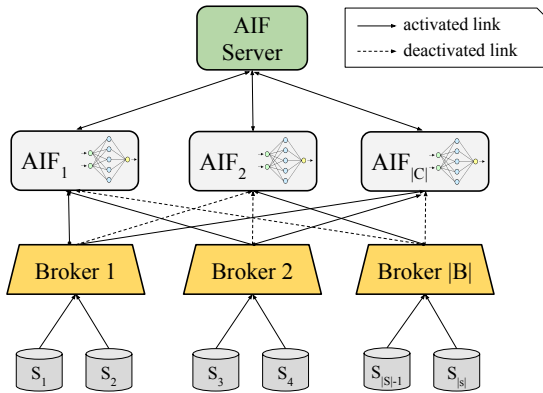 AIF
Server
activated link
deactivated link
AIF1
AIF2
AIF|C|
Broker 1
Broker 2
Broker |B|
S1
S2
S3
S4
S|S|-1
S|s|